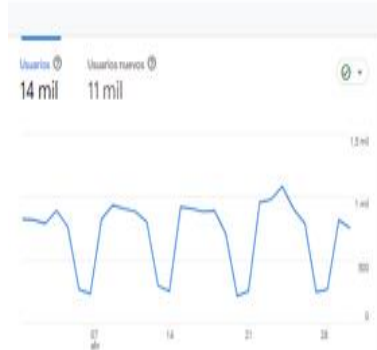 Usuarios
Usuarios nuevos
14 mil
11 mil
1,5 mil
1 mil
500
0
07
abr
14
21
28